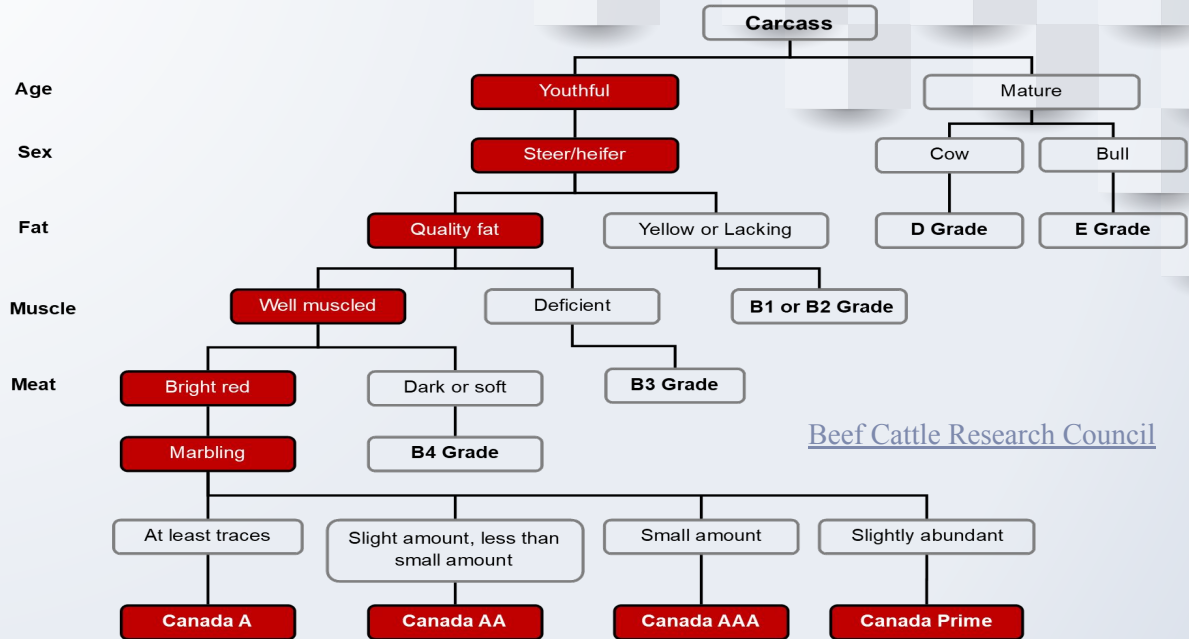 Carcass
Age
Youthful
Mature
Sex
Steer/heifer
Cow
Bull
Fat
Quality fat
Yellow or Lacking
D Grade
E Grade
Muscle
Well muscled
Deficient
B1 or B2 Grade
Meat
Bright red
Dark or soft
B3 Grade
Marbling
B4 Grade
Beef Cattle Research Council
At least traces
Slight amount, less than
small amount
Small amount
Slightly abundant
Canada A
Canada AA
Canada AAA
Canada Prime